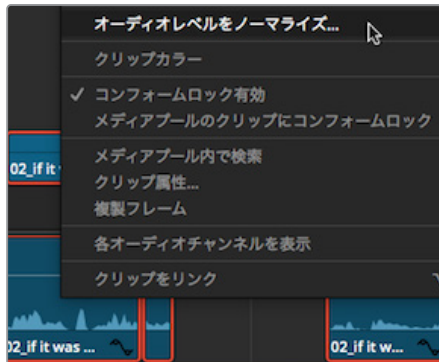 オーディオレベルをノーマライズ...
クリップカラー
✓ コンフォームロック有効
メディアプールのクリップにコンフォームロック
メディアプール内で検索
クリップ属性...
複製フレーム
各オーディオチャンネルを表示
クリップをリンク
02_if it
02_if it was ...
02_if it w...